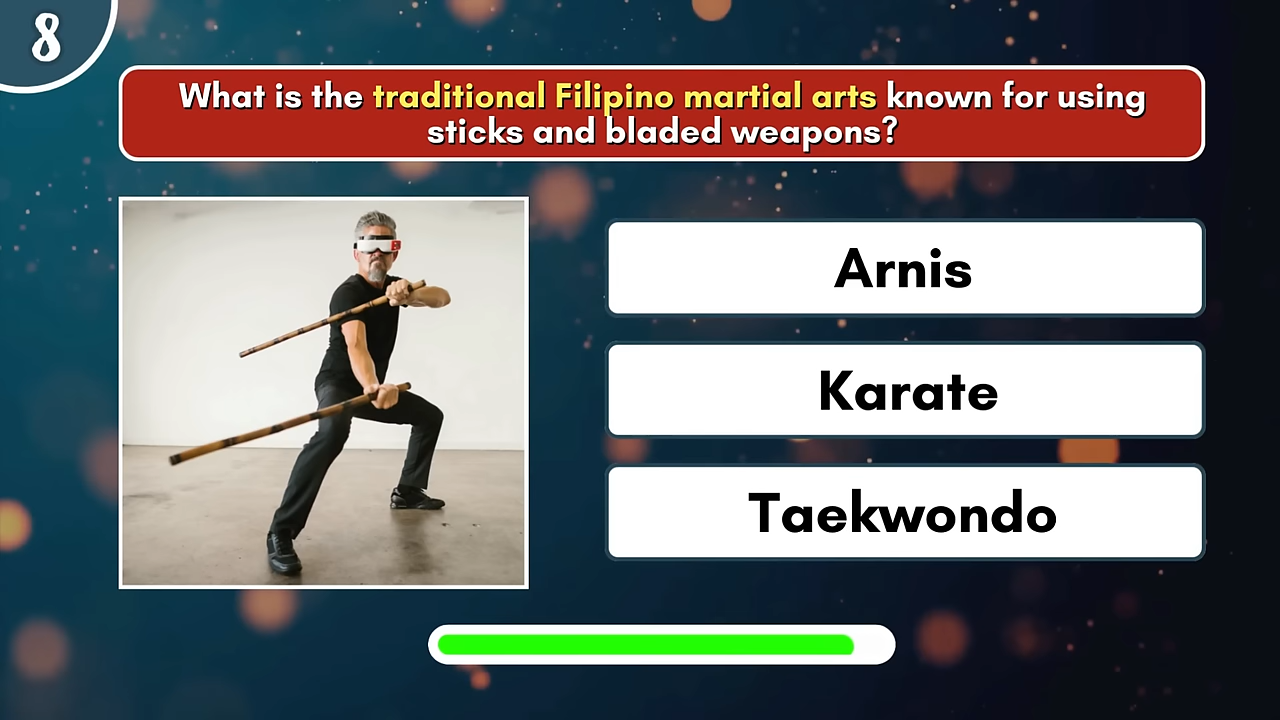 8
What is the traditional Filipino martial arts known for using
sticks and bladed weapons?
Arnis
Karate
Taekwondo